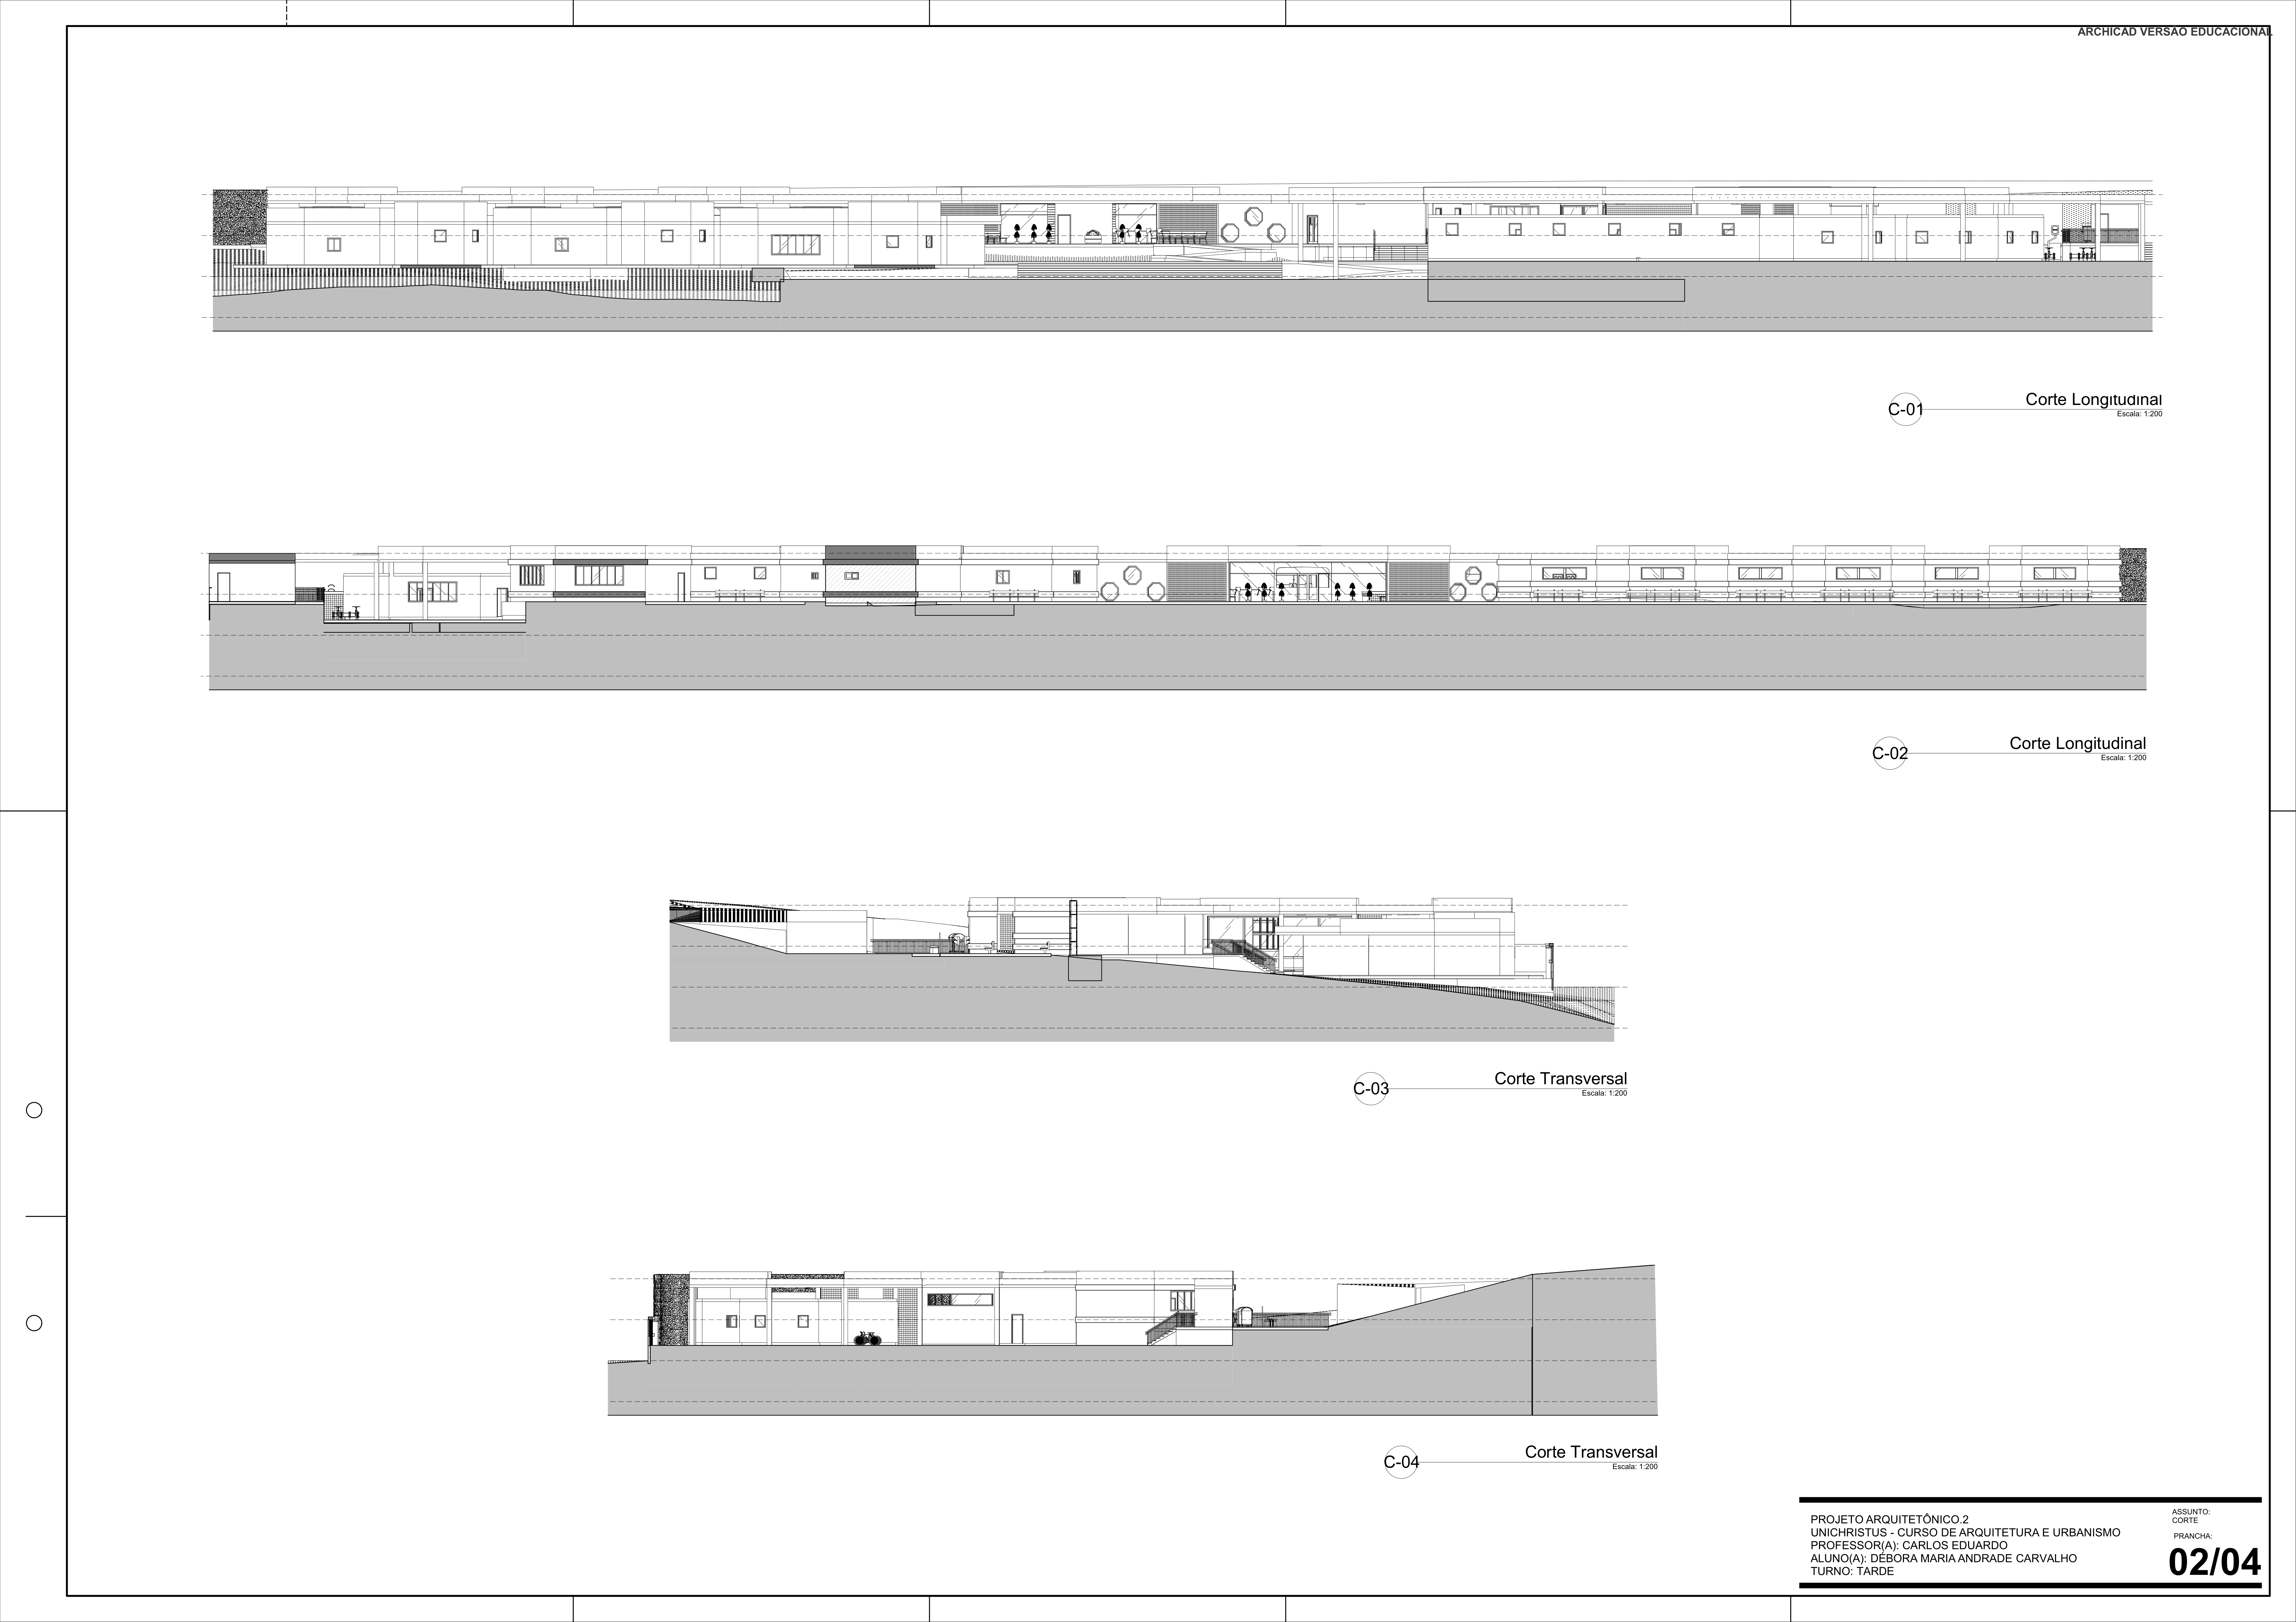 ARCHICAD VERSÃO EDUCACIONAL
C-01
Corte Longitudinal
Escala: 1:200
C-02
Corte Longitudinal
Escala: 1:200
C-03
Corte Transversal
Escala: 1:200
C-04
Corte Transversal
Escala: 1:200
PROJETO ARQUITETÔNICO.2
UNICHRISTUS - CURSO DE ARQUITETURA E URBANISMO
PROFESSOR(A): CARLOS EDUARDO
ALUNO(A): DÉBORA MARIA ANDRADE CARVALHO
TURNO: TARDE
ASSUNTO:
CORTE
PRANCHA:
02/04